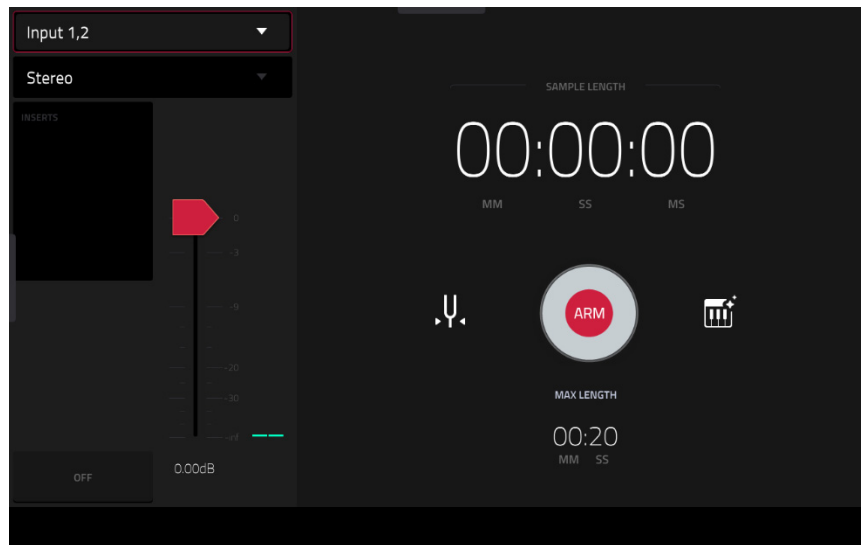 Input 1,2
Stereo
INSERTS
0
-3
-9
-20
-30
-inf
0.00dB
OFF
SAMPLE LENGTH
00:00:00
MM SS MS
ARM
MAX LENGTH
00:20
MM SS